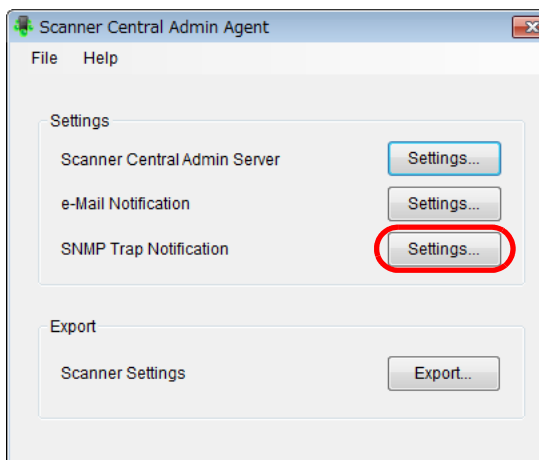 Scanner Central Admin Agent
File Help
Settings
Scanner Central Admin Server Settings...
e-Mail Notification Settings...
SNMP Trap Notification Settings...
Export
Scanner Settings Export...